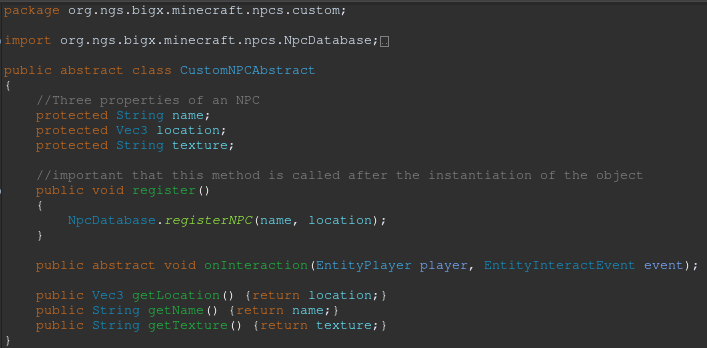 package org.ngs.bigx.minecraft.npcs.custom;
import org.ngs.bigx.minecraft.npcs.NpcDatabase;
public abstract class CustomNPCAbstract
{
    //Three properties of an NPC
    protected String name;
    protected Vec3 location;
    protected String texture;
    //important that this method is called after the instantiation of the object
    public void register()
    {
        NpcDatabase.registerNPC(name, location);
    }
    public abstract void onInteraction(EntityPlayer player, EntityInteractEvent event);
    public Vec3 getLocation() {return location;}
    public String getName() {return name;}
    public String getTexture() {return texture;}
}